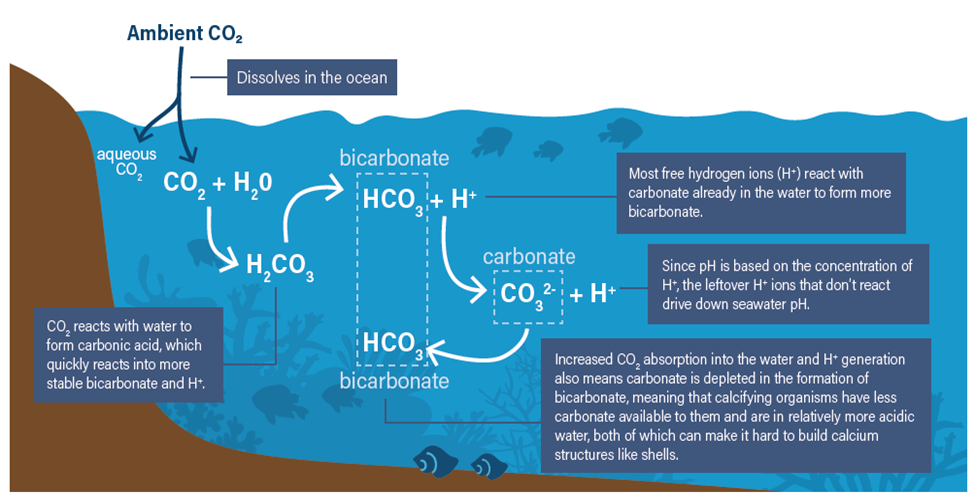 Ambient CO₂
Dissolves in the ocean
aqueous
CO₂
CO₂ + H₂0
bicarbonate
HCO₃ + H⁺
Most free hydrogen ions (H⁺) react with
carbonate already in the water to form more
bicarbonate.
H₂CO₃
carbonate
CO₃²⁻ + H⁺
Since pH is based on the concentration of
H⁺, the leftover H⁺ ions that don't react
drive down seawater pH.
CO₂ reacts with water to
form carbonic acid, which
quickly reacts into more
stable bicarbonate and H⁺.
HCO₃
bicarbonate
Increased CO₂ absorption into the water and H⁺ generation
also means carbonate is depleted in the formation of
bicarbonate, meaning that calcifying organisms have less
carbonate available to them and are in relatively more acidic
water, both of which can make it hard to build calcium
structures like shells.